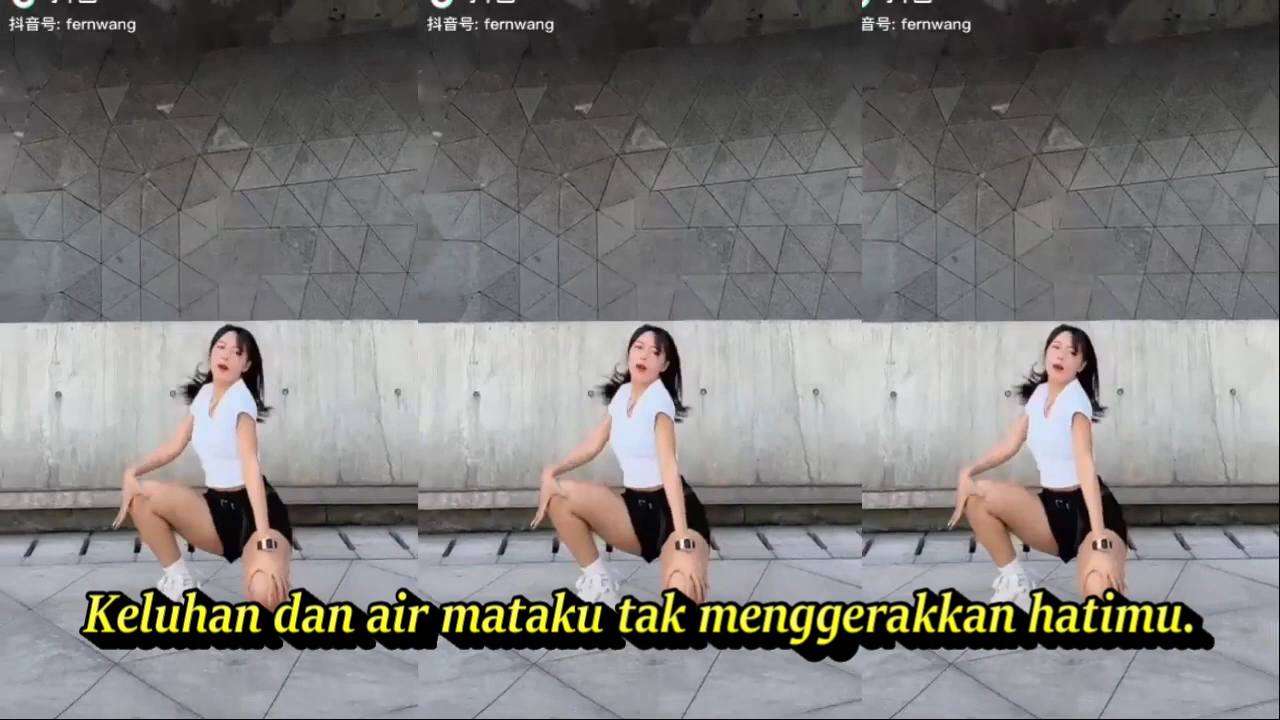 抖音号: fernwang 抖音号: fernwang 音号: fernwang
Keluhan dan air mataku tak menggerakkan hatimu.